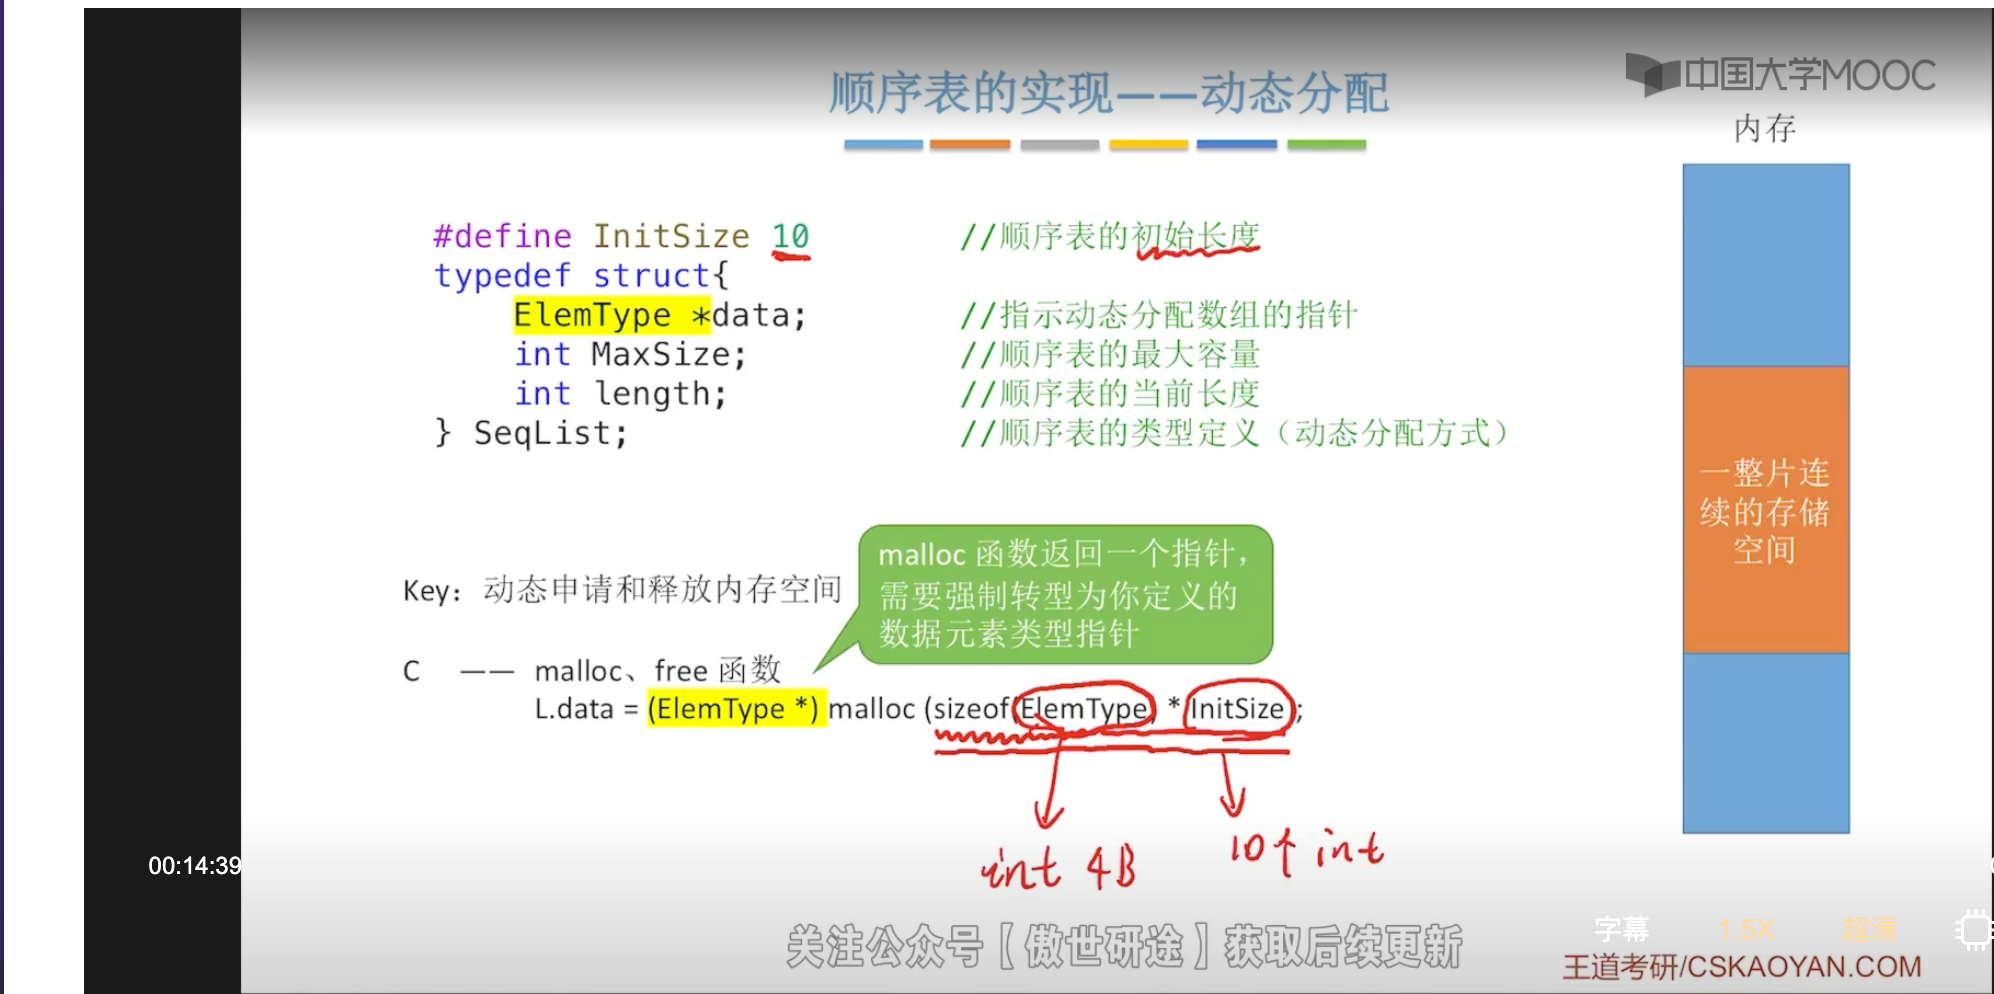 中国大学MOOC
顺序表的实现——动态分配
内存
#define InitSize 10 //顺序表的初始长度
typedef struct{
ElemType *data; //指示动态分配数组的指针
int MaxSize; //顺序表的最大容量
int length; //顺序表的当前长度
} SeqList; //顺序表的类型定义（动态分配方式）
一整片连
续的存储
空间
malloc 函数返回一个指针，
需要强制转型为你定义的
数据元素类型指针
Key：动态申请和释放内存空间
C —— malloc、free 函数
L.data = (ElemType *) malloc (sizeof(ElemType) * InitSize);
int 4B
10个 int
00:14:39
关注公众号【傲世研途】获取后续更新
字幕 1.5X 超清
王道考研/CSKAOYAN.COM